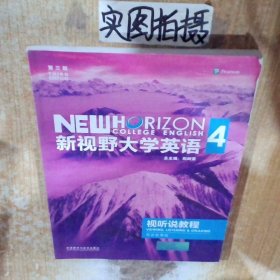 实图拍摄
第三版
Pearson
NEW HORIZON
COLLEGE ENGLISH
新视野大学英语 4
总主编：郑树棠
视听说教程
VIEWING, LISTENING & SPEAKING
外语教学与研究出版社